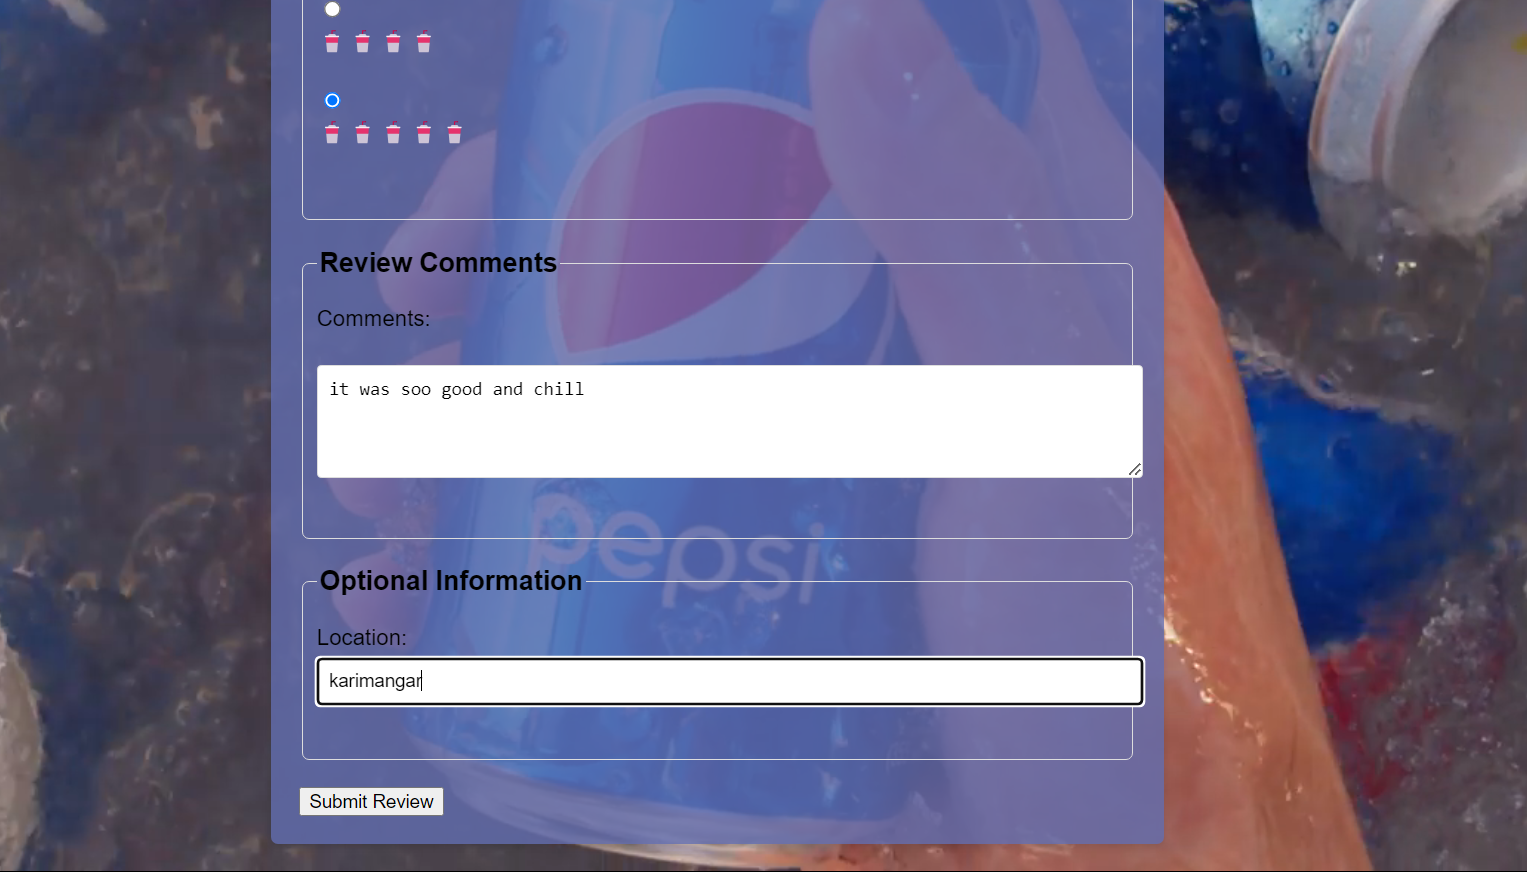 Review Comments
Comments:
it was soo good and chill
pepsi
Optional Information
Location:
karimangar
Submit Review